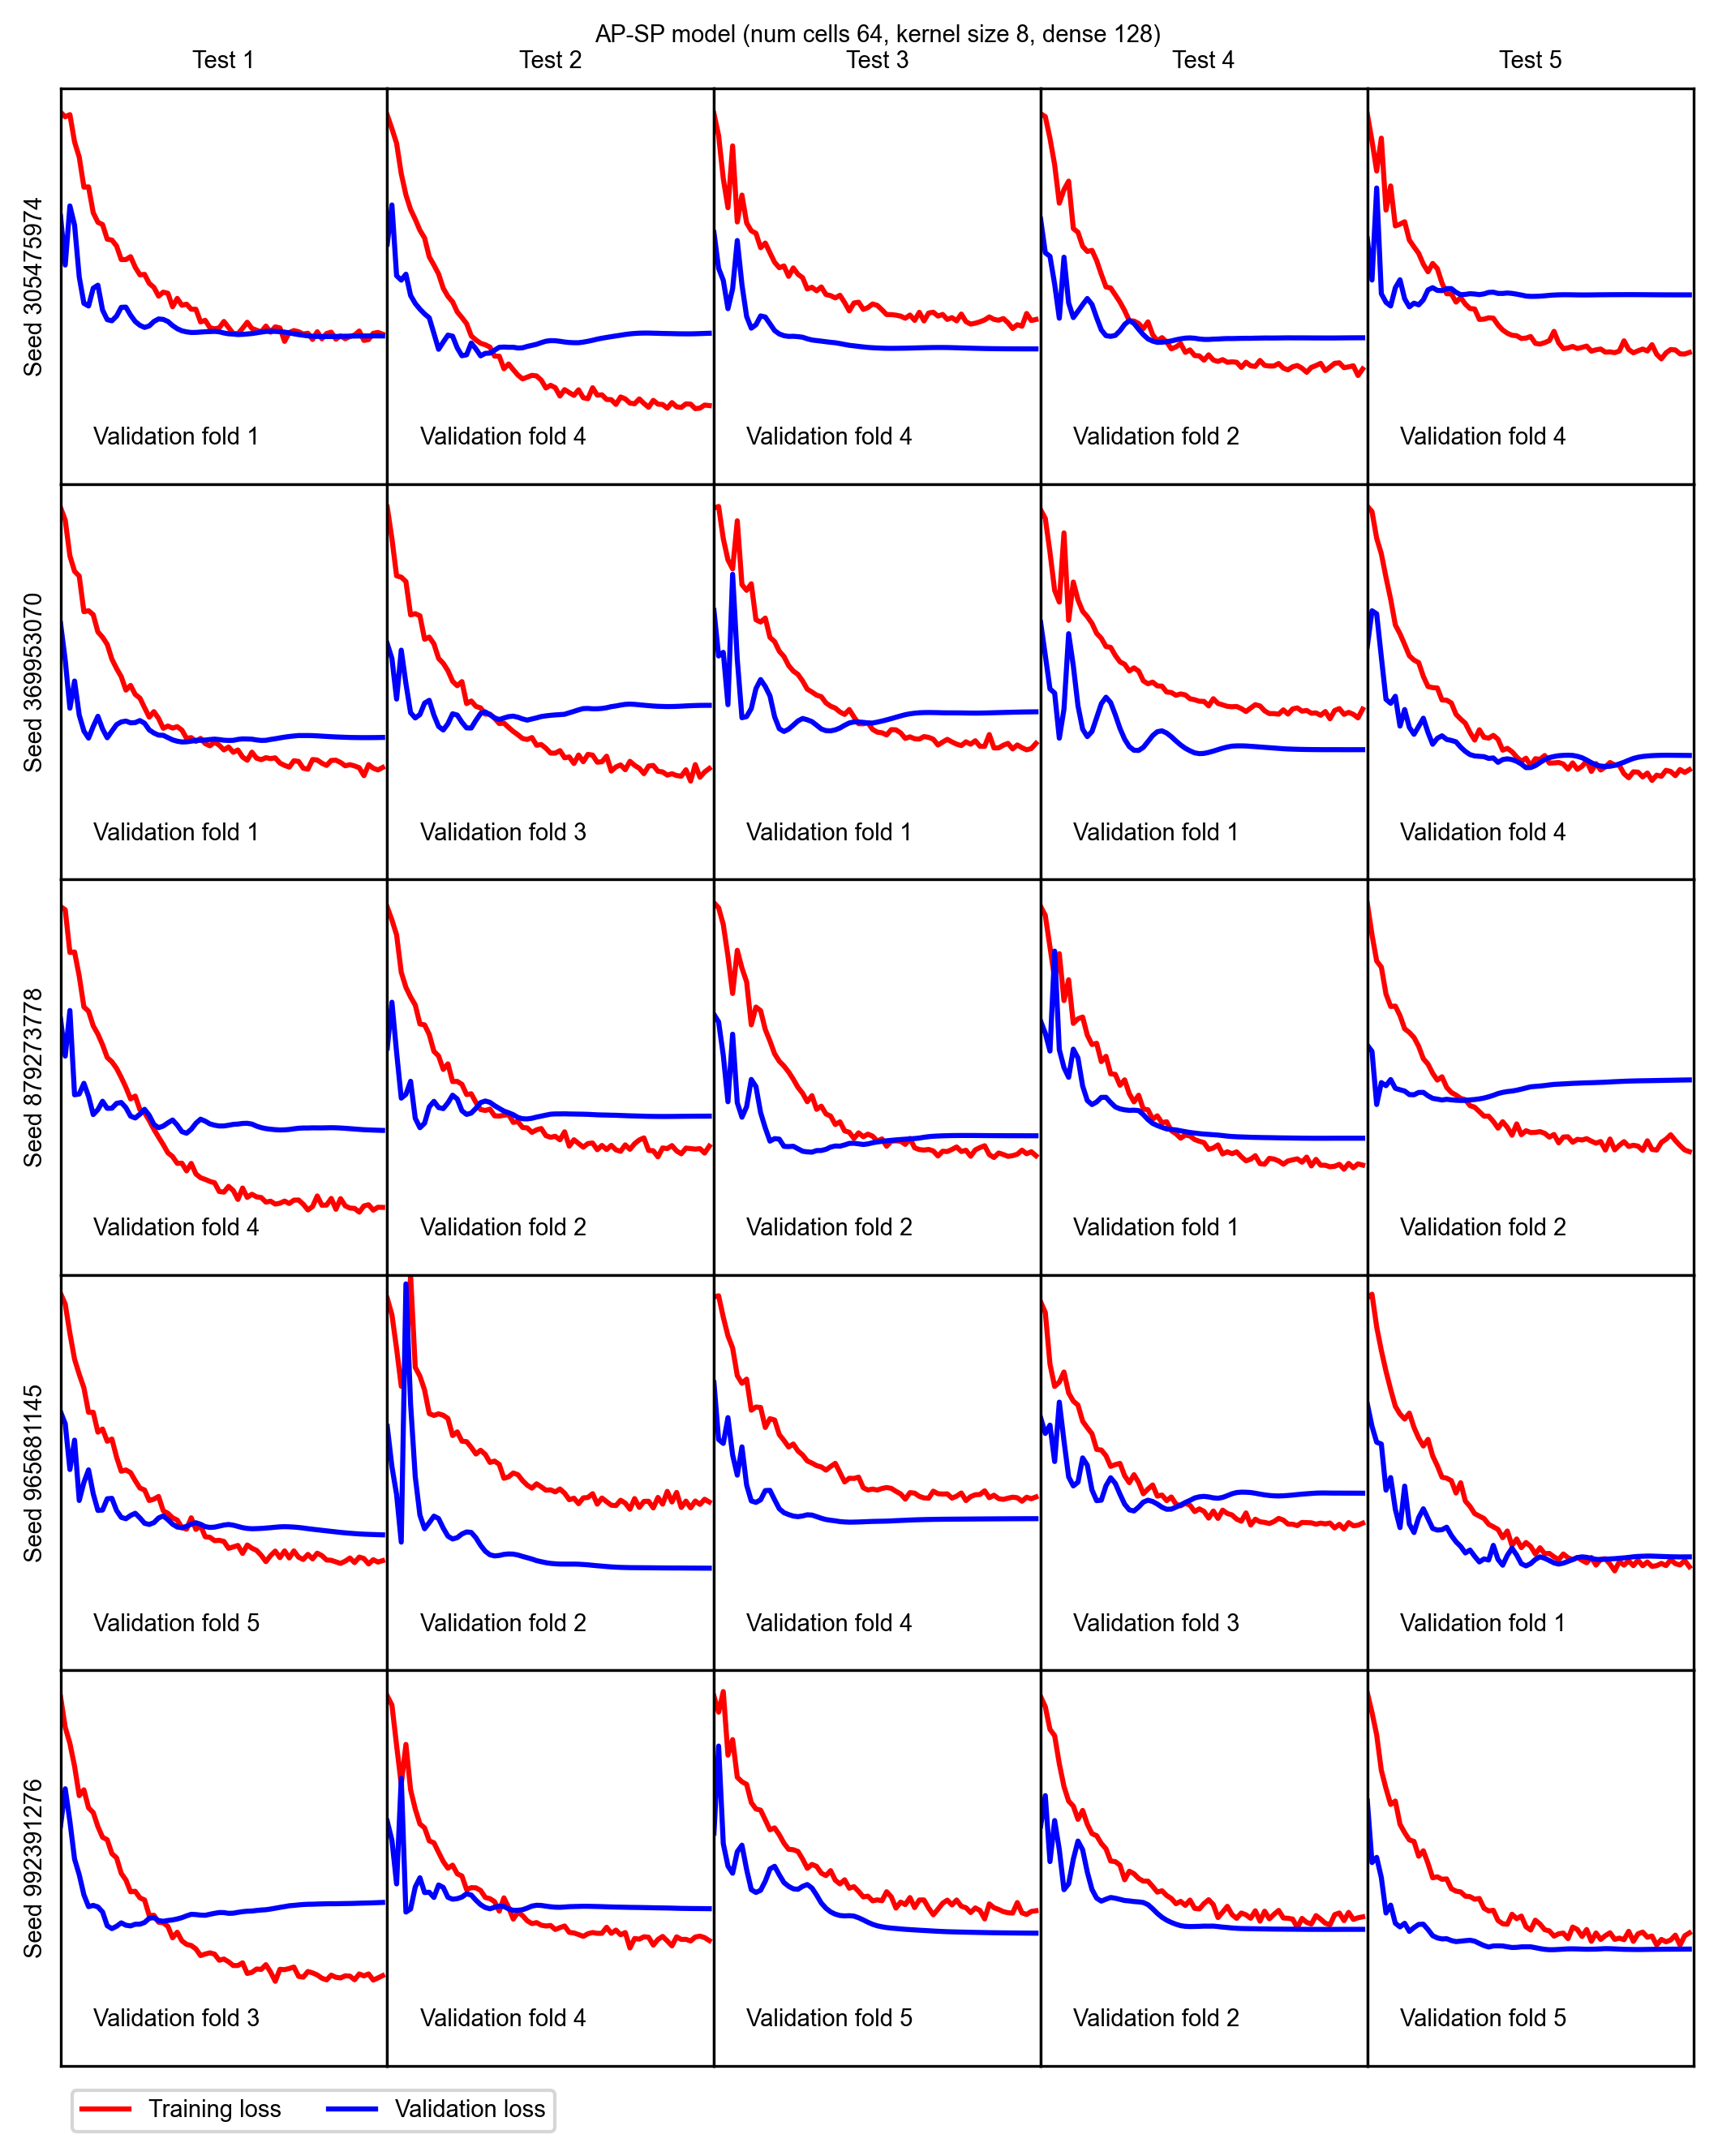 AP-SP model (num cells 64, kernel size 8, dense 128)
Test 1 Test 2 Test 3 Test 4 Test 5
Seed 305475974
Validation fold 1 Validation fold 4 Validation fold 4 Validation fold 2 Validation fold 4
Seed 369953070
Validation fold 1 Validation fold 3 Validation fold 1 Validation fold 1 Validation fold 4
Seed 879273778
Validation fold 4 Validation fold 2 Validation fold 2 Validation fold 1 Validation fold 2
Seed 965681145
Validation fold 5 Validation fold 2 Validation fold 4 Validation fold 3 Validation fold 1
Seed 992391276
Validation fold 3 Validation fold 4 Validation fold 5 Validation fold 2 Validation fold 5
Training loss Validation loss